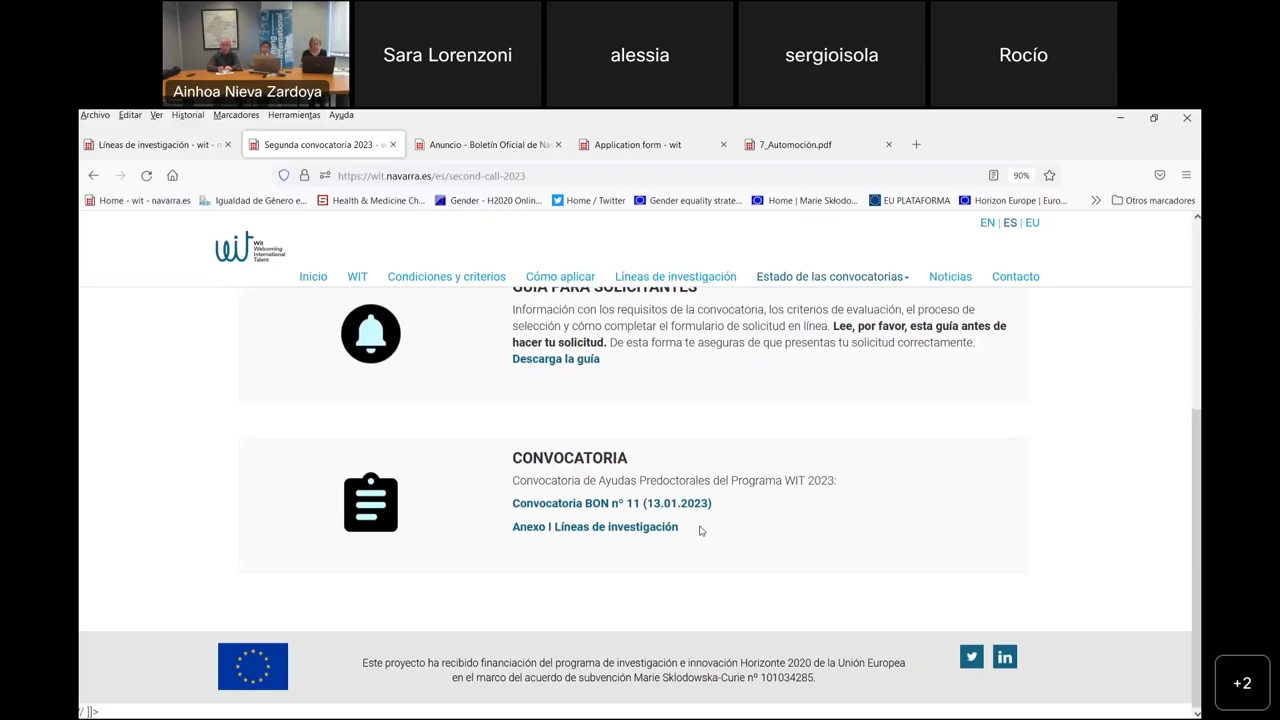 Ainhoa Nieva Zardoya
Sara Lorenzoni
alessia
sergioisola
Rocío
Archivo Editar Ver Historial Marcadores Herramientas Ayuda
Líneas de investigación - wit - n
Segunda convocatoria 2023 - w
Anuncio - Boletín Oficial de Na
Application form - wit
7_Automoción.pdf
https://wit.navarra.es/es/second-call-2023
90%
Home - wit - navarra.es
Igualdad de Género e...
Health & Medicine Ch...
Gender - H2020 Onlin...
Home / Twitter
Gender equality strate...
Home | Marie Skłodo...
EU PLATAFORMA
Horizon Europe | Euro...
Otros marcadores
EN | ES | EU
wit
Wit
Welcoming
International
Talent
Inicio WIT Condiciones y criterios Cómo aplicar Líneas de investigación Estado de las convocatorias Noticias Contacto
GUÍA PARA SOLICITANTES
Información con los requisitos de la convocatoria, los criterios de evaluación, el proceso de
selección y cómo completar el formulario de solicitud en línea. Lee, por favor, esta guía antes de
hacer tu solicitud. De esta forma te aseguras de que presentas tu solicitud correctamente.
Descarga la guía
CONVOCATORIA
Convocatoria de Ayudas Predoctorales del Programa WIT 2023:
Convocatoria BON nº 11 (13.01.2023)
Anexo I Líneas de investigación
Este proyecto ha recibido financiación del programa de investigación e innovación Horizonte 2020 de la Unión Europea
en el marco del acuerdo de subvención Marie Sklodowska-Curie nº 101034285.
in
/ ]]>
+2